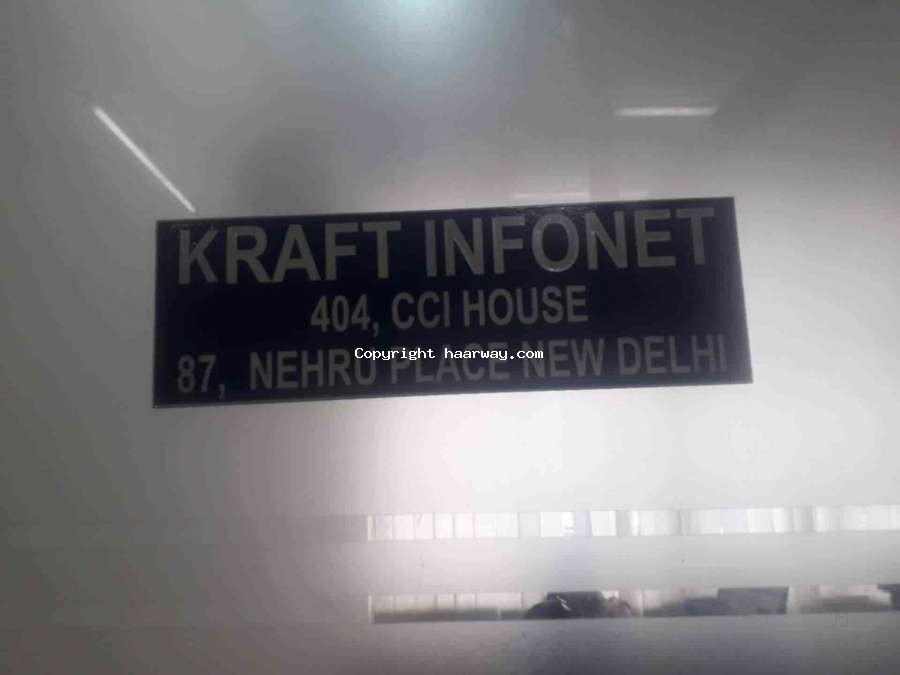 KRAFT INFONET
404, CCI HOUSE
Copyright haarway.com
87, NEHRU PLACE NEW DELHI